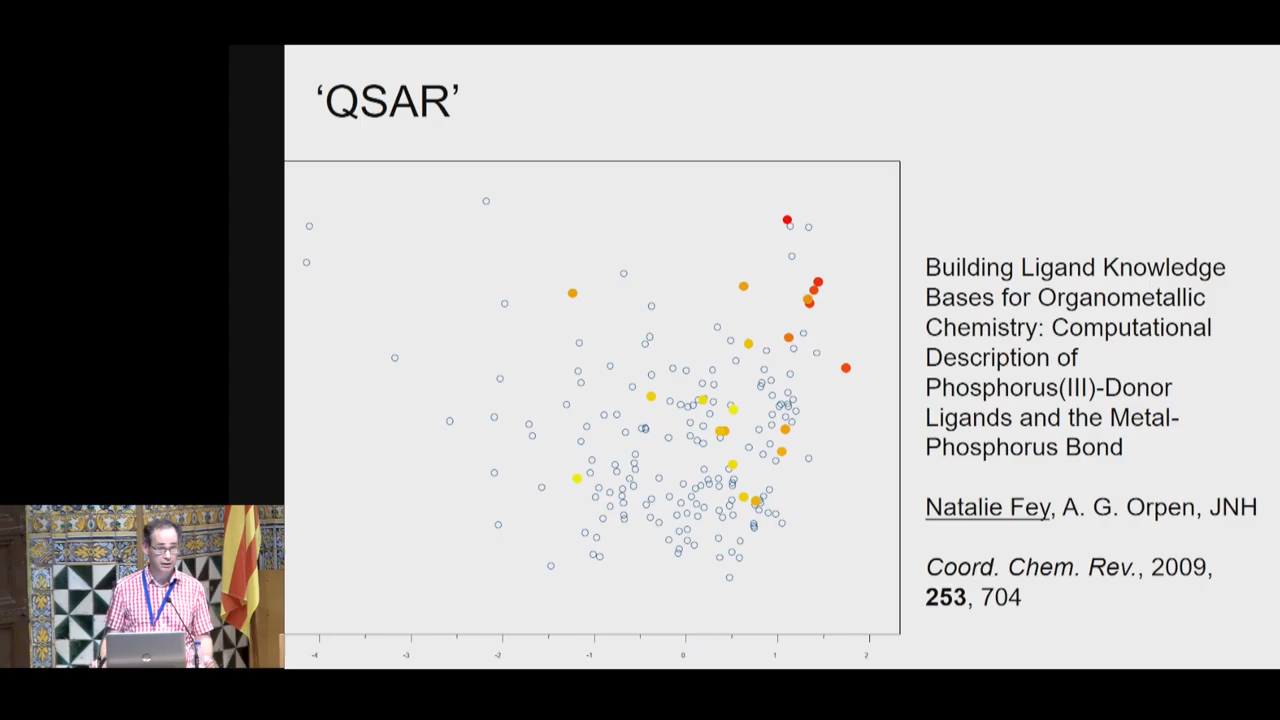 ‘QSAR’
Building Ligand Knowledge
Bases for Organometallic
Chemistry: Computational
Description of
Phosphorus(III)-Donor
Ligands and the Metal-
Phosphorus Bond
Natalie Fey, A. G. Orpen, JNH
Coord. Chem. Rev., 2009,
253, 704
-4 -3 -2 -1 0 1 2